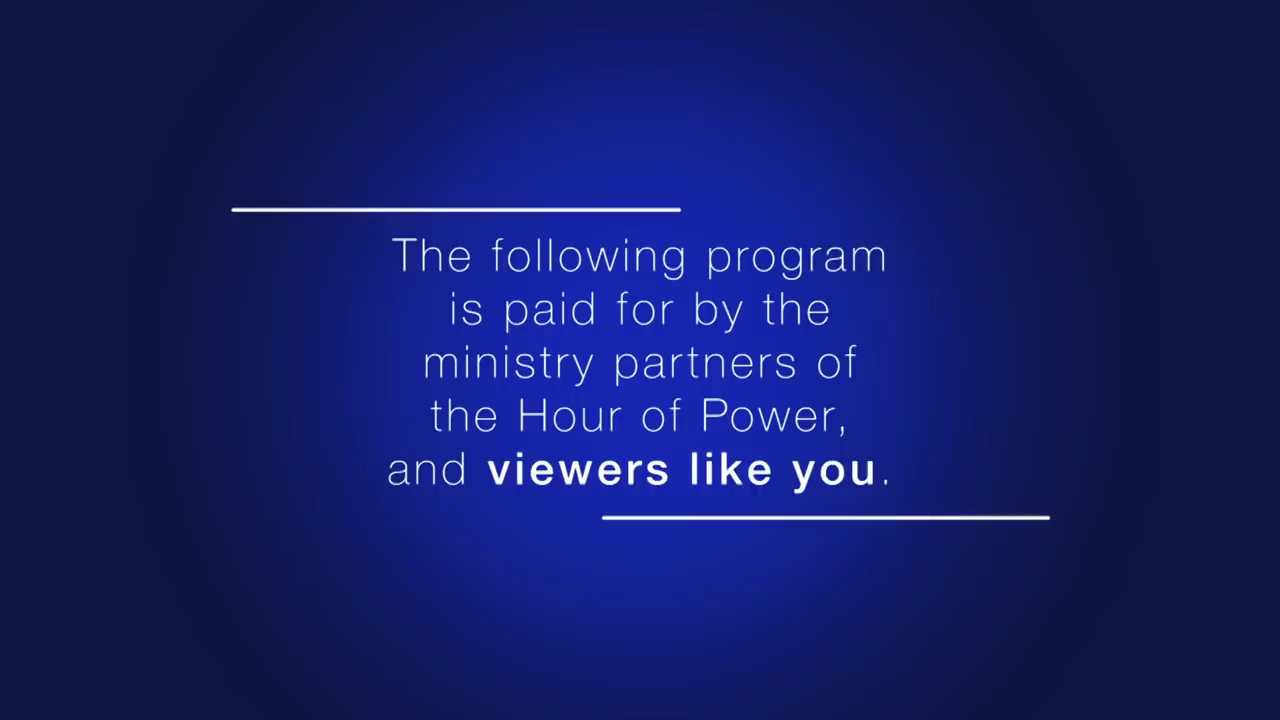 The following program
is paid for by the
ministry partners of
the Hour of Power,
and viewers like you.